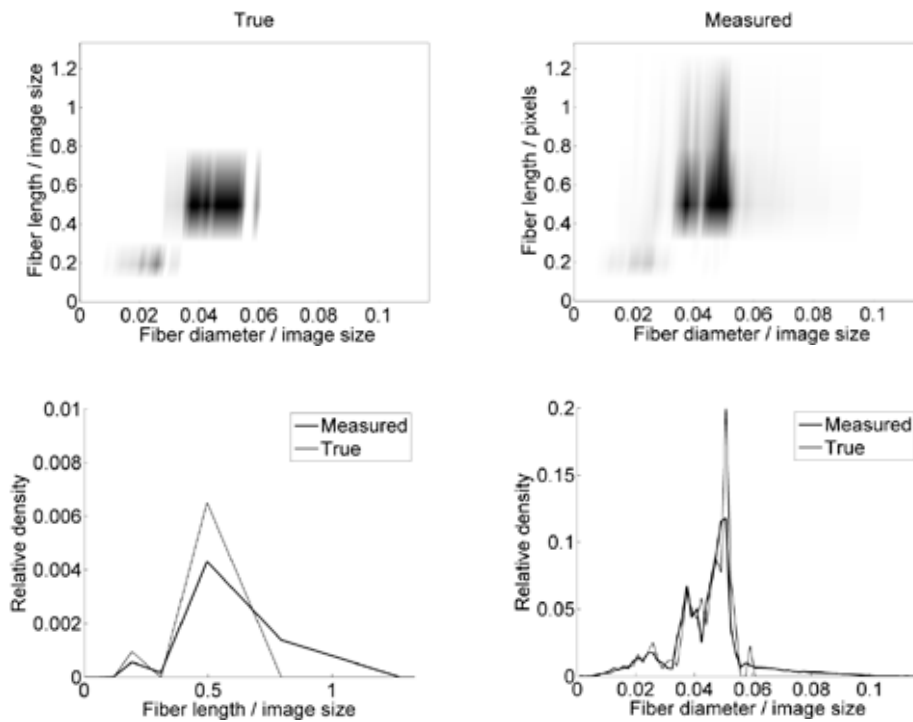 True
Measured
Fiber length / image size
1.2
1
0.8
0.6
0.4
0.2
0
0 0.02 0.04 0.06 0.08 0.1
Fiber diameter / image size
Fiber length / pixels
1.2
1
0.8
0.6
0.4
0.2
0
0 0.02 0.04 0.06 0.08 0.1
Fiber diameter / image size
Relative density
0.01
0.008
0.006
0.004
0.002
0
0 0.5 1
Fiber length / image size
Measured
True
Relative density
0.2
0.15
0.1
0.05
0
0 0.02 0.04 0.06 0.08 0.1
Fiber diameter / image size
Measured
True